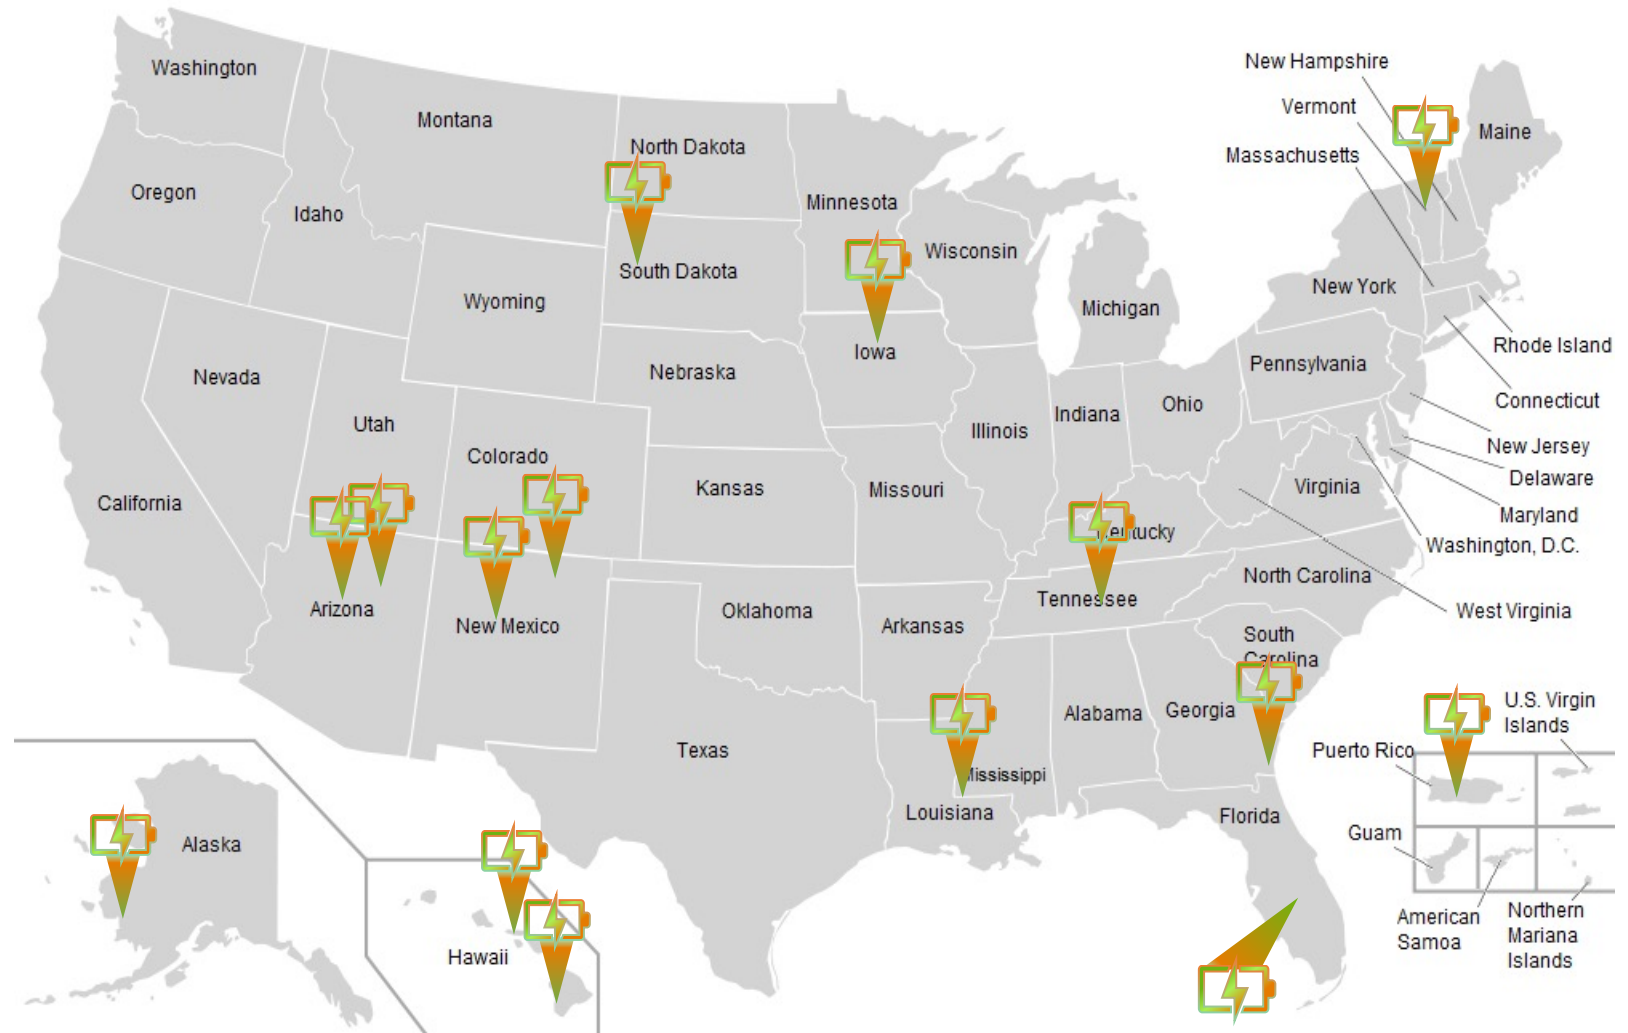 New Hampshire
Washington
Vermont
Montana
Maine
North Dakota
Massachusetts
Oregon
Minnesota
Idaho
Wisconsin
South Dakota
New York
Wyoming
Michigan
Rhode Island
Iowa
Pennsylvania
Nebraska
Nevada
Connecticut
Ohio
Indiana
Utah
Illinois
New Jersey
Colorado
Delaware
Virginia
Kansas
Missouri
California
Maryland
Kentucky
Washington, D.C.
North Carolina
Tennessee
Arizona
Oklahoma
West Virginia
New Mexico
Arkansas
South
Carolina
U.S. Virgin
Islands
Georgia
Alabama
Texas
Puerto Rico
Mississippi
Louisiana
Florida
Guam
Alaska
American
Samoa
Northern
Mariana
Islands
Hawaii